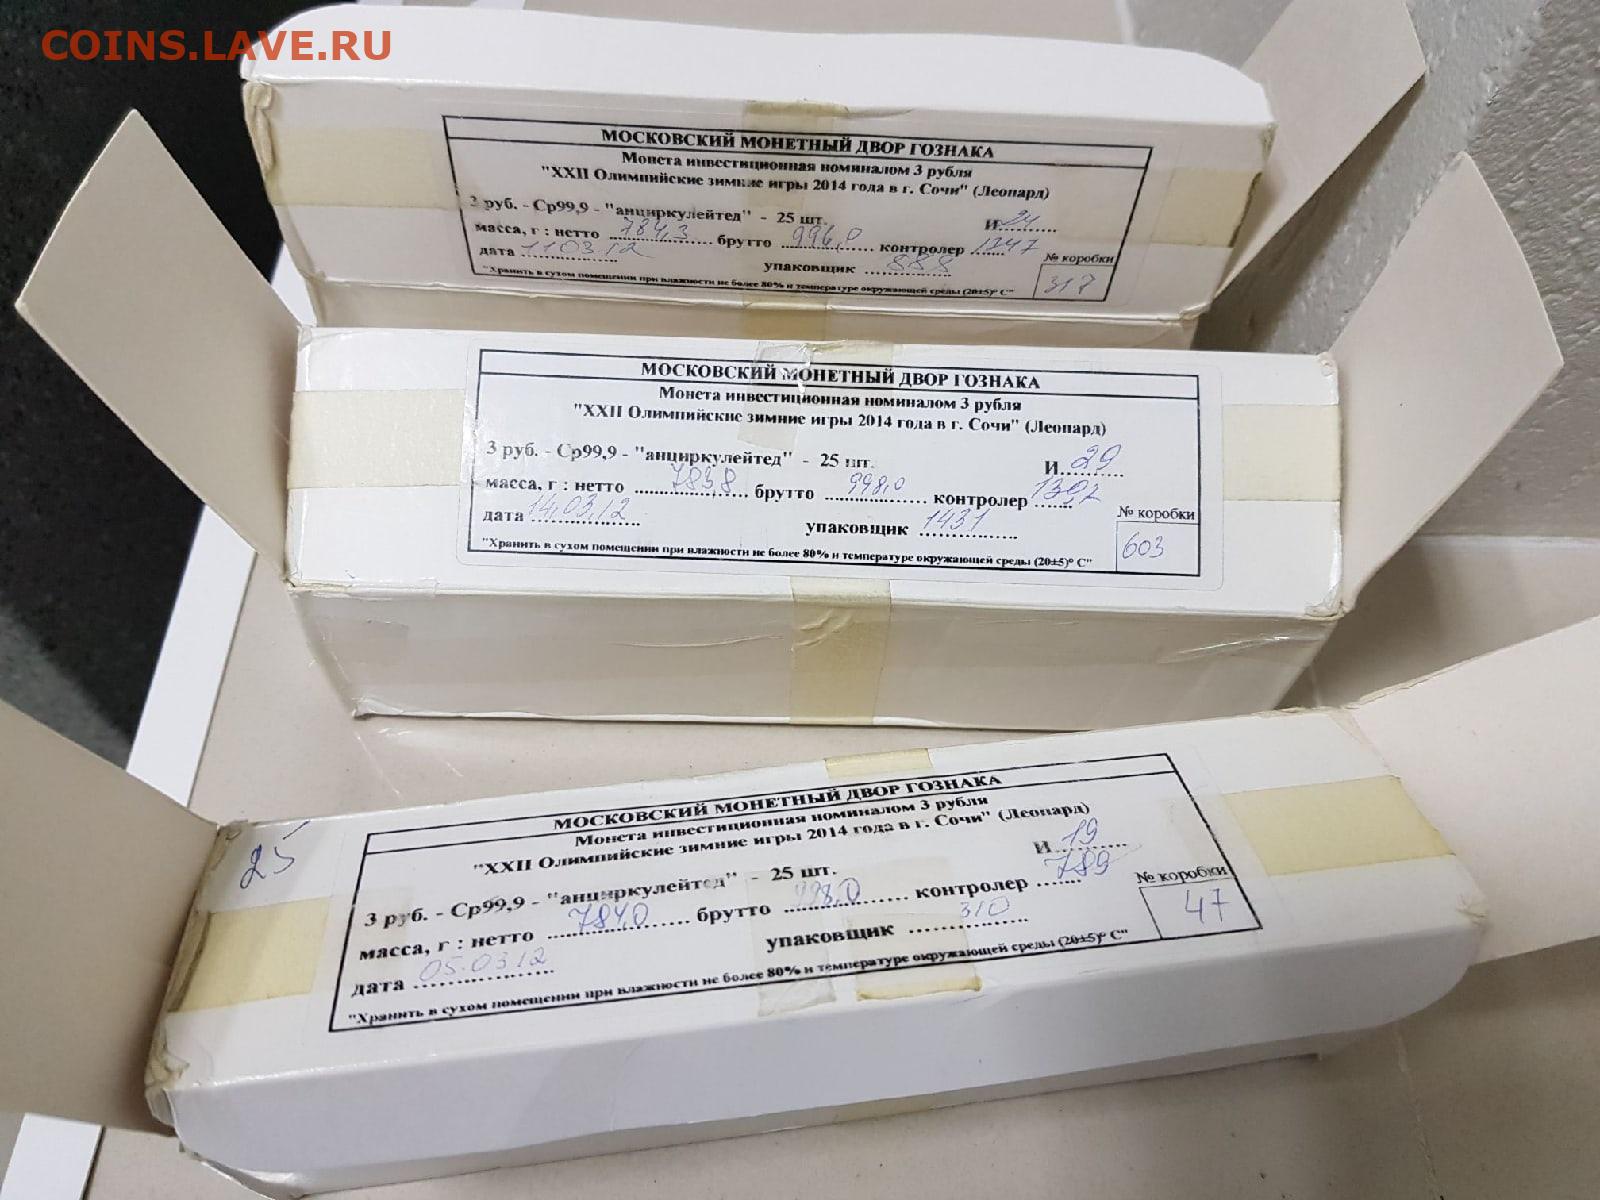 COINS.LAVE.RU
МОСКОВСКИЙ МОНЕТНЫЙ ДВОР ГОЗНАКА
Монета инвестиционная номиналом 3 рубля
"XXII Олимпийские зимние игры 2014 года в г. Сочи" (Леопард)
3 руб. - Ср99,9 - "анциркулейтед" - 25 шт. И 24
масса, г : нетто 784,3 брутто 996,0 контролер 1747
дата 110312 упаковщик 888 № коробки
317
"Хранить в сухом помещении при влажности не более 80% и температуре окружающей среды (20±5)° С"
МОСКОВСКИЙ МОНЕТНЫЙ ДВОР ГОЗНАКА
Монета инвестиционная номиналом 3 рубля
"XXII Олимпийские зимние игры 2014 года в г. Сочи" (Леопард)
3 руб. - Ср99,9 - "анциркулейтед" - 25 шт. И 29
масса, г : нетто 783,8 брутто 998,0 контролер 1302
дата 14,03,12 упаковщик 1431 № коробки
603
"Хранить в сухом помещении при влажности не более 80% и температуре окружающей среды (20±5)° С"
25
МОСКОВСКИЙ МОНЕТНЫЙ ДВОР ГОЗНАКА
Монета инвестиционная номиналом 3 рубля
"XXII Олимпийские зимние игры 2014 года в г. Сочи" (Леопард)
3 руб. - Ср99,9 - "анциркулейтед" - 25 шт. И 19
масса, г : нетто 784,0 брутто 998,0 контролер 789
дата 05.0312 упаковщик 310 № коробки
47
"Хранить в сухом помещении при влажности не более 80% и температуре окружающей среды (20±5)° С"